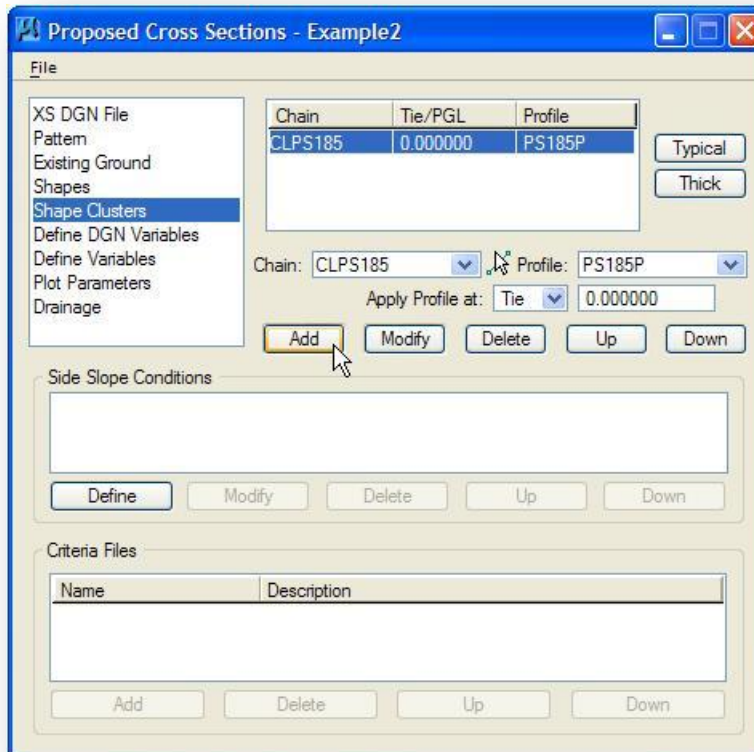 Proposed Cross Sections - Example2
File
XS DGN File
Pattern
Existing Ground
Shapes
Shape Clusters
Define DGN Variables
Define Variables
Plot Parameters
Drainage
Chain Tie/PGL Profile
CLPS185 0.000000 PS185P
Typical
Thick
Chain: CLPS185 Profile: PS185P
Apply Profile at: Tie 0.000000
Add Modify Delete Up Down
Side Slope Conditions
Define Modify Delete Up Down
Criteria Files
Name Description
Add Delete Up Down